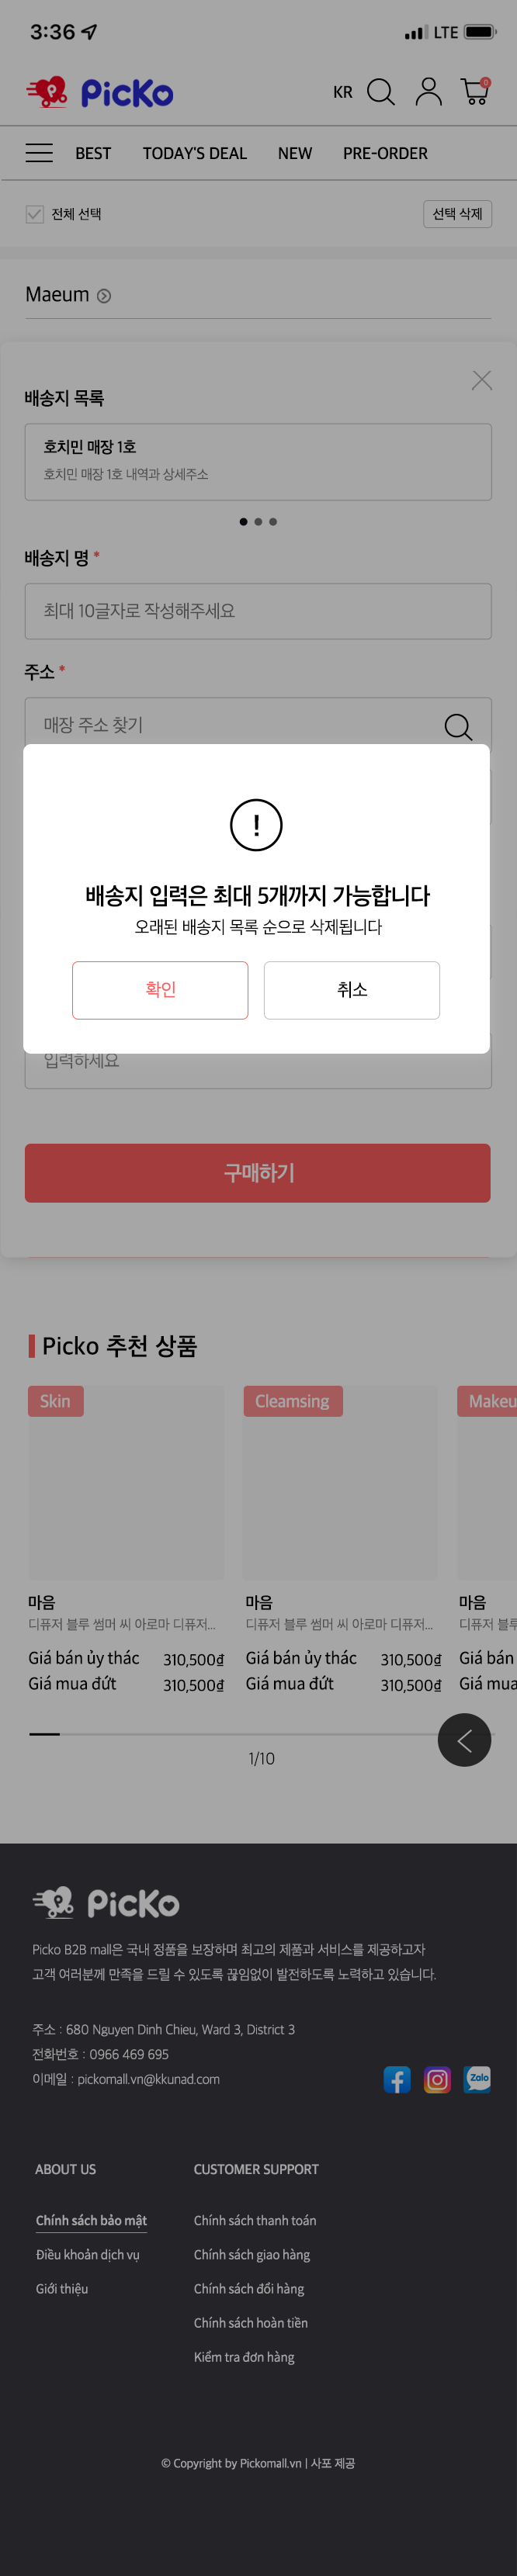 3:36 LTE
PicKo KR 0
BEST TODAY'S DEAL NEW PRE-ORDER
전체 선택 선택 삭제
Maeum
배송지 목록
호치민 매장 1호
호치민 매장 1호 내역과 상세주소
배송지 명 *
최대 10글자로 작성해주세요
주소 *
매장 주소 찾기
!
배송지 입력은 최대 5개까지 가능합니다
오래된 배송지 목록 순으로 삭제됩니다
확인 취소
입력하세요
구매하기
Picko 추천 상품
Skin Cleamsing Makeu
마음 마음 마음
디퓨저 블루 썸머 씨 아로마 디퓨저... 디퓨저 블루 썸머 씨 아로마 디퓨저... 디퓨저 블루
Giá bán ủy thác 310,500₫ Giá bán ủy thác 310,500₫ Giá bán
Giá mua đứt 310,500₫ Giá mua đứt 310,500₫ Giá mua
1/10
PicKo
Picko B2B mall은 국내 정품을 보장하며 최고의 제품과 서비스를 제공하고자
고객 여러분께 만족을 드릴 수 있도록 끊임없이 발전하도록 노력하고 있습니다.
주소 : 680 Nguyen Dinh Chieu, Ward 3, District 3
전화번호 : 0966 469 695
이메일 : pickomall.vn@kkunad.com
Zalo
ABOUT US CUSTOMER SUPPORT
Chính sách bảo mật Chính sách thanh toán
Điều khoản dịch vụ Chính sách giao hàng
Giới thiệu Chính sách đổi hàng
Chính sách hoàn tiền
Kiểm tra đơn hàng
© Copyright by Pickomall.vn | 사포 제공